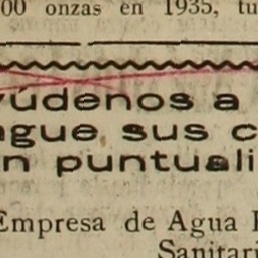 00 onzas en 1935, tu
yúdenos a
ague sus c
n puntuali
Empresa de Agua
Sanitari